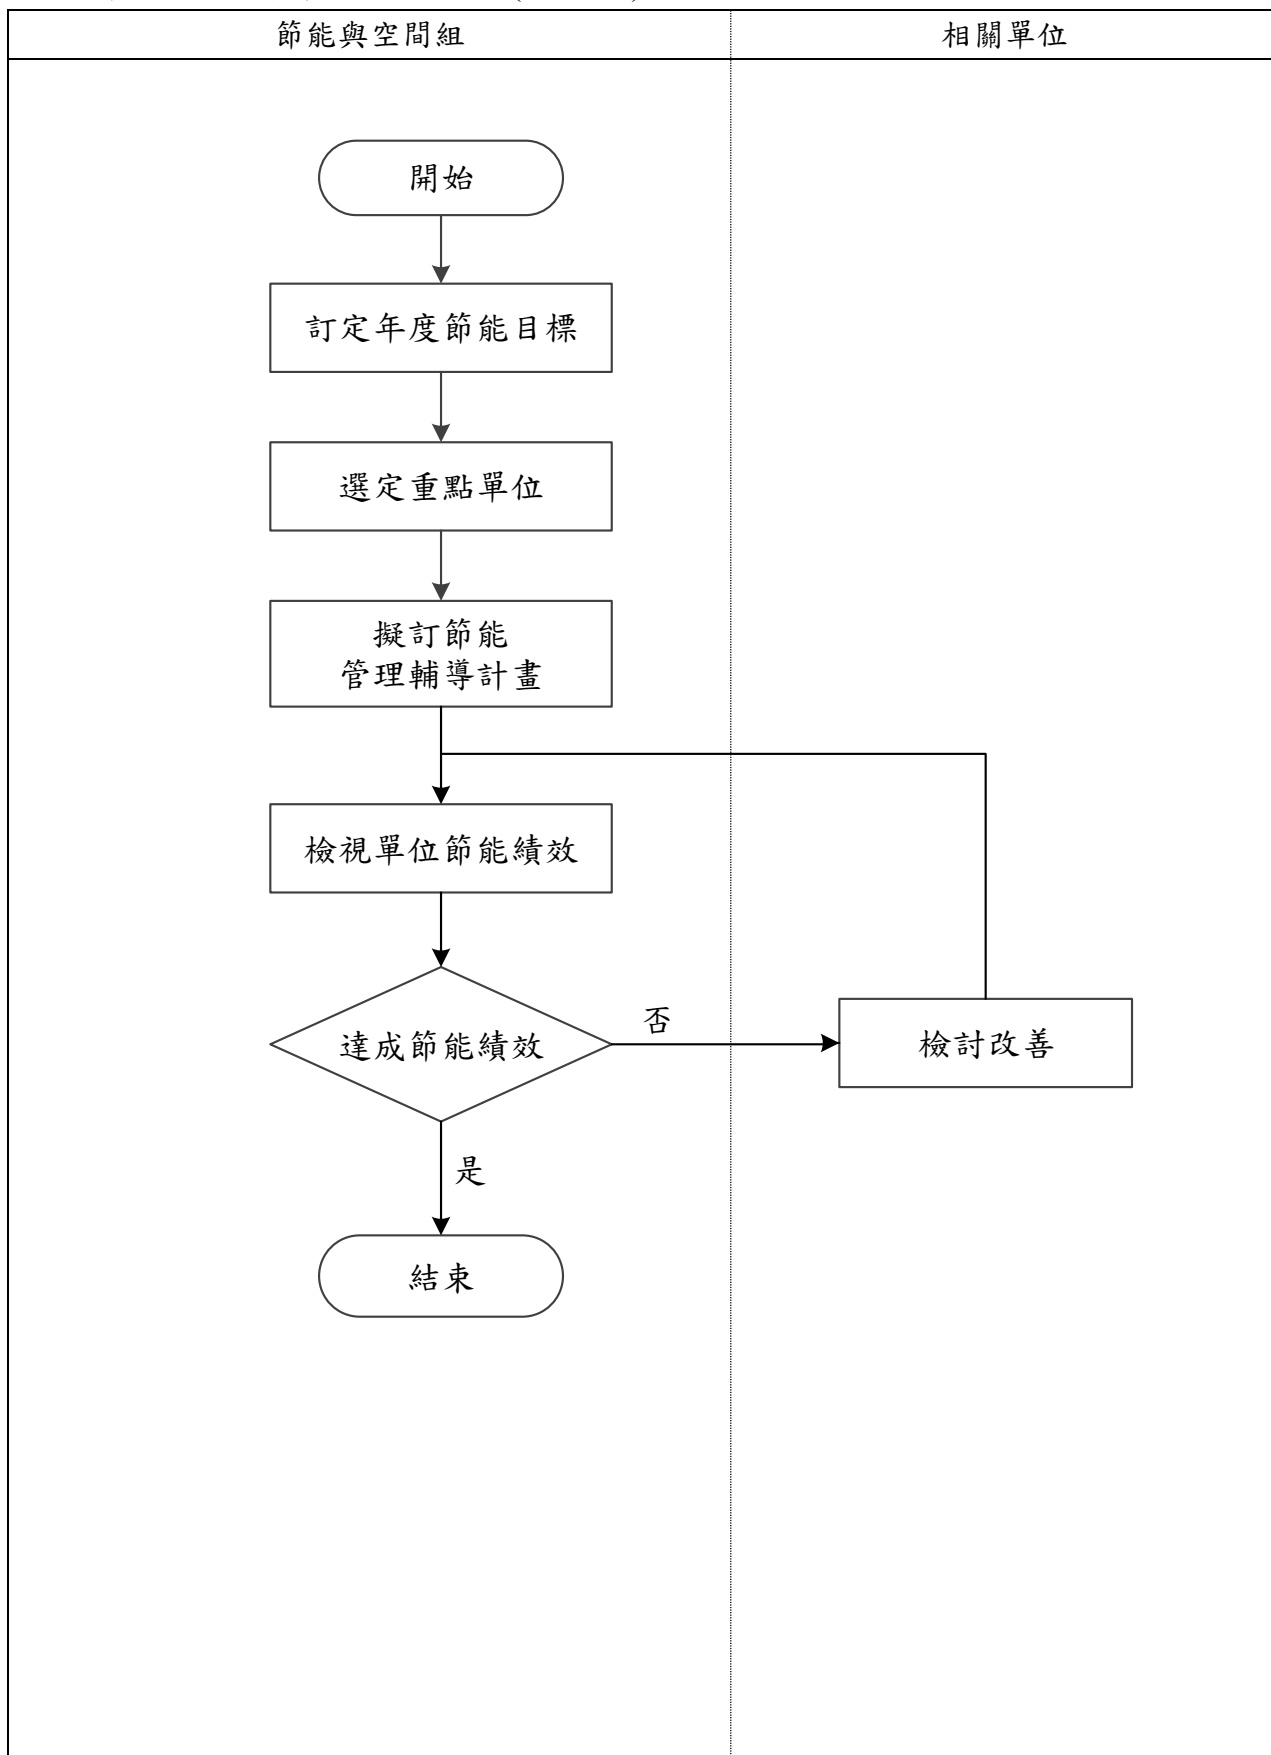 節能與空間組
相關單位
開始
訂定年度節能目標
選定重點單位
擬訂節能
管理輔導計畫
檢視單位節能績效
達成節能績效
否
檢討改善
是
結束